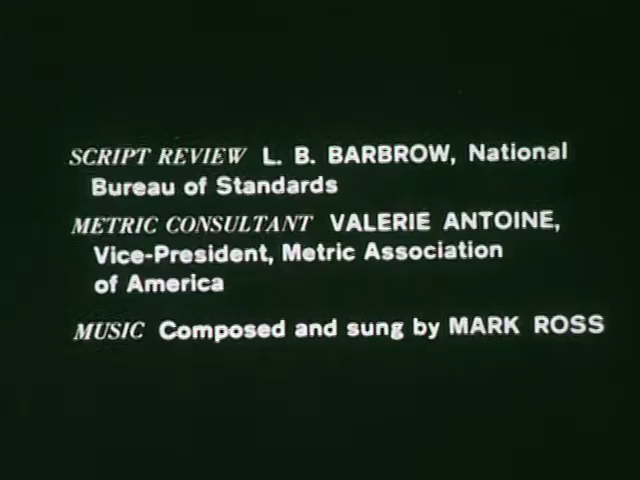 SCRIPT REVIEW L. B. BARBROW, National
Bureau of Standards
METRIC CONSULTANT VALERIE ANTOINE,
Vice-President, Metric Association
of America
MUSIC Composed and sung by MARK ROSS